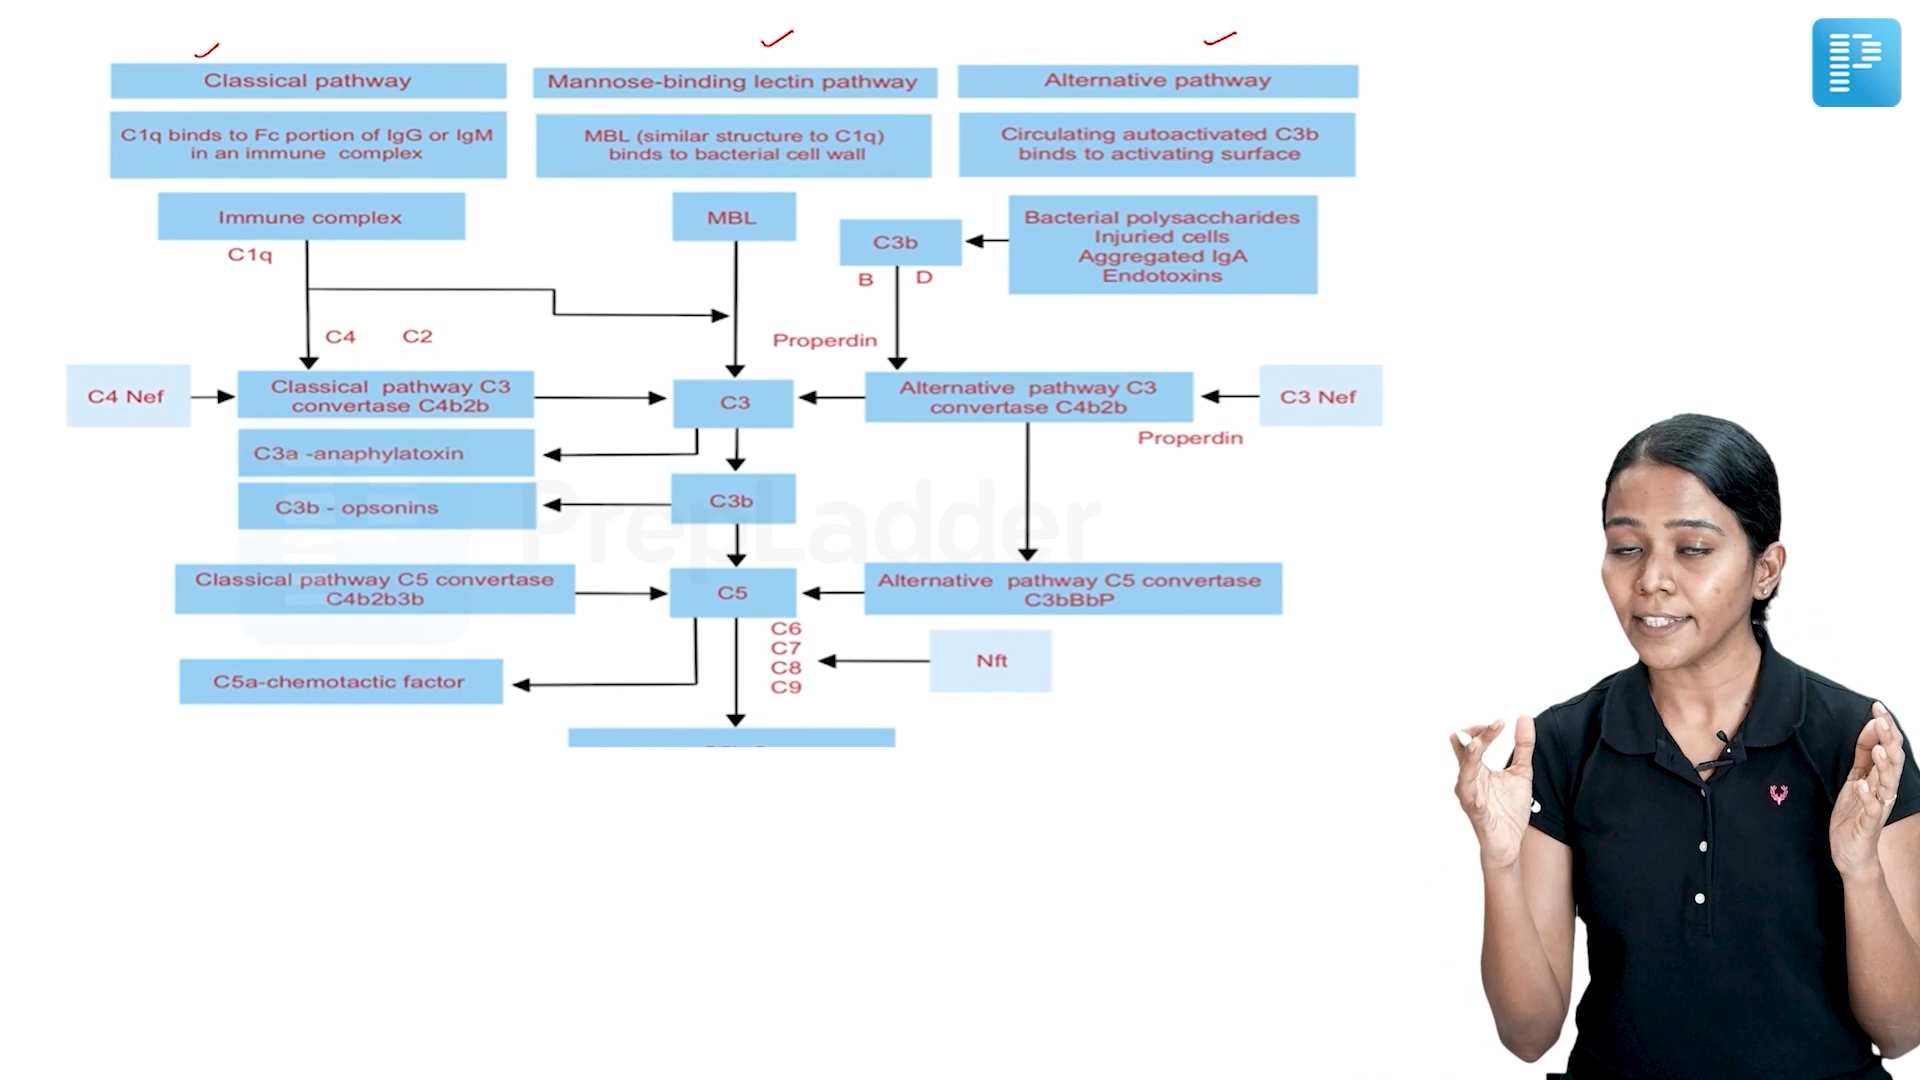 Classical pathway
Mannose-binding lectin pathway
Alternative pathway
C1q binds to Fc portion of IgG or IgM
in an immune complex
MBL (similar structure to C1q)
binds to bacterial cell wall
Circulating autoactivated C3b
binds to activating surface
Immune complex
MBL
C3b
Bacterial polysaccharides
Injuried cells
Aggregated IgA
Endotoxins
C1q
B
D
C4
C2
Properdin
C4 Nef
Classical pathway C3
convertase C4b2b
C3
Alternative pathway C3
convertase C4b2b
C3 Nef
Properdin
C3a -anaphylatoxin
C3b - opsonins
C3b
PrepLadder
Classical pathway C5 convertase
C4b2b3b
C5
Alternative pathway C5 convertase
C3bBbP
C6
C7
C8
C9
Nft
C5a-chemotactic factor